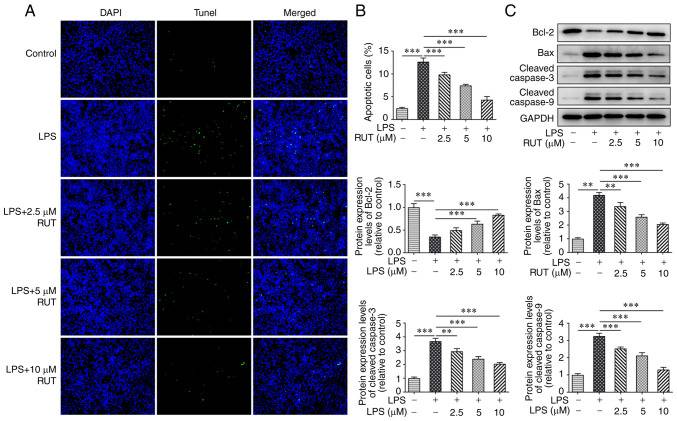 A
DAPI Tunel Merged
Control
LPS
LPS+2.5 μM
RUT
LPS+5 μM
RUT
LPS+10 μM
RUT
B
Apoptotic cells (%)
20
15
10
5
0
*** ***
***
***
LPS – + + + +
RUT (μM) – – 2.5 5 10
Protein expression
levels of Bcl-2
(relative to control)
1.5
1.0
0.5
0.0
***
***
***
LPS – + + + +
LPS (μM) – – 2.5 5 10
Protein expression levels
of cleaved caspase-3
(relative to control)
5
4
3
2
1
0
*** **
***
***
LPS – + + + +
LPS (μM) – – 2.5 5 10
C
Bcl-2
Bax
Cleaved
caspase-3
Cleaved
caspase-9
GAPDH
LPS – + + + +
RUT (μM) – – 2.5 5 10
Protein expression
levels of Bax
(relative to control)
5
4
3
2
1
0
** **
***
***
LPS – + + + +
RUT (μM) – – 2.5 5 10
Protein expression levels
of cleaved caspase-9
(relative to control)
5
4
3
2
1
0
*** ***
***
***
LPS – + + + +
LPS (μM) – – 2.5 5 10